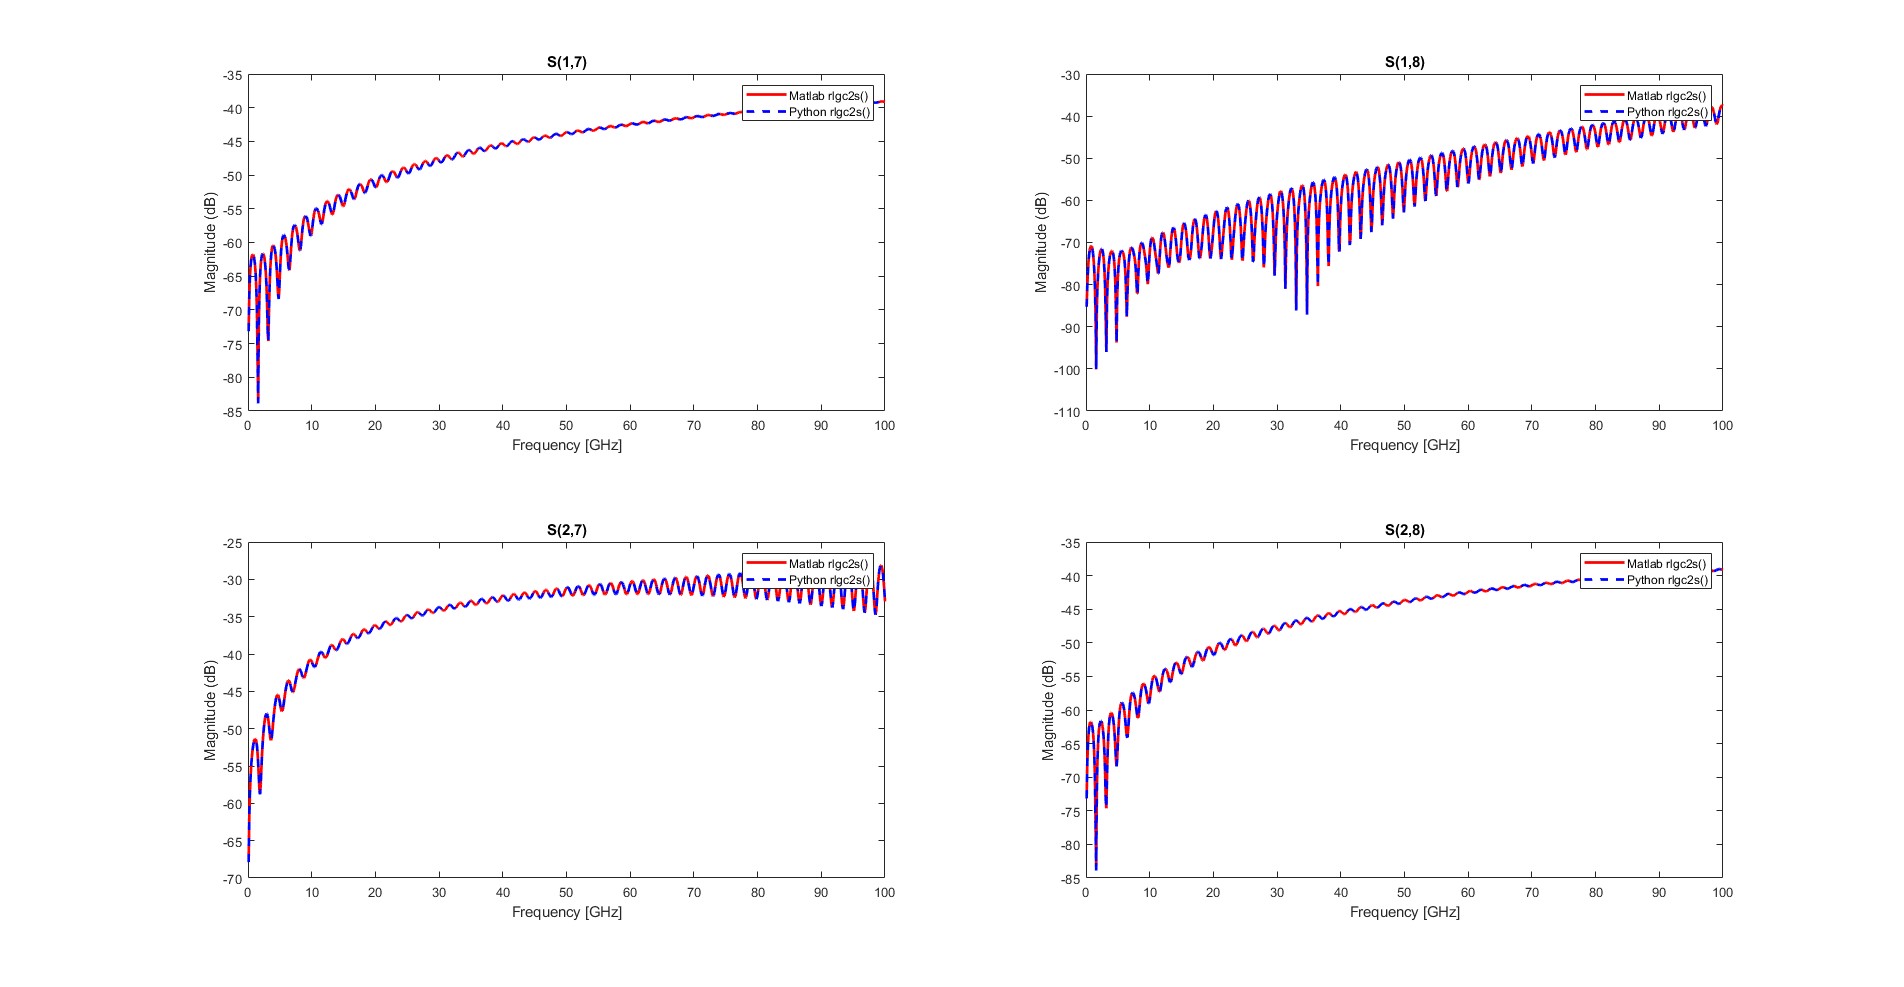 S(1,7)
Magnitude (dB)
-35
-40
-45
-50
-55
-60
-65
-70
-75
-80
-85
Matlab rlgc2s()
Python rlgc2s()
0 10 20 30 40 50 60 70 80 90 100
Frequency [GHz]
S(1,8)
Magnitude (dB)
-30
-40
-50
-60
-70
-80
-90
-100
-110
Matlab rlgc2s()
Python rlgc2s()
0 10 20 30 40 50 60 70 80 90 100
Frequency [GHz]
S(2,7)
Magnitude (dB)
-25
-30
-35
-40
-45
-50
-55
-60
-65
-70
Matlab rlgc2s()
Python rlgc2s()
0 10 20 30 40 50 60 70 80 90 100
Frequency [GHz]
S(2,8)
Magnitude (dB)
-35
-40
-45
-50
-55
-60
-65
-70
-75
-80
-85
Matlab rlgc2s()
Python rlgc2s()
0 10 20 30 40 50 60 70 80 90 100
Frequency [GHz]